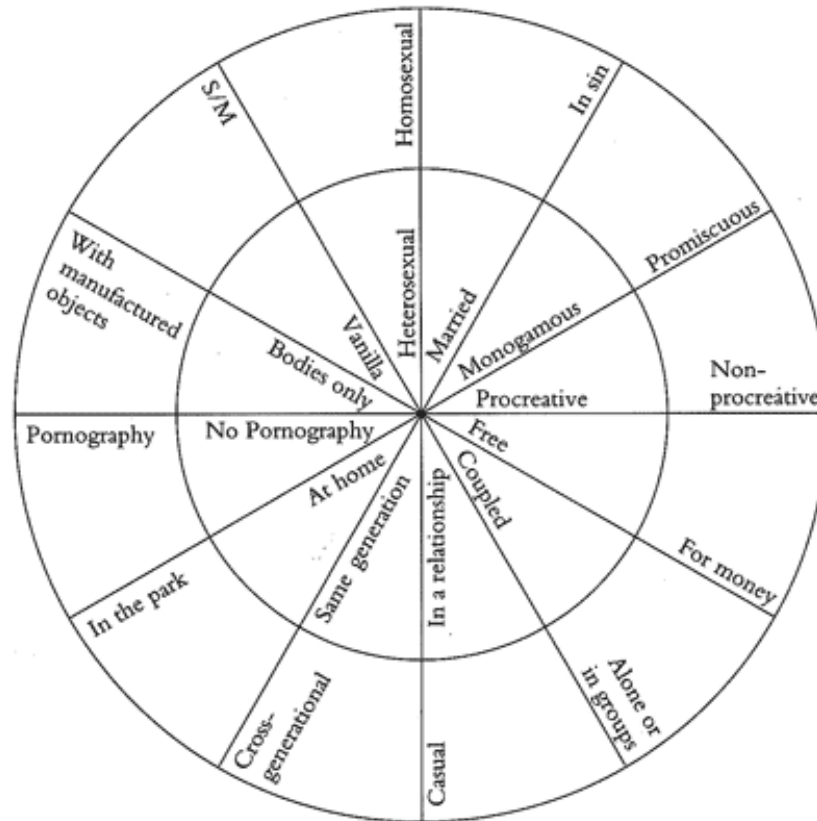 Homosexual
Heterosexual
In sin
Married
Promiscuous
Monogamous
Non-
procreative
Procreative
For money
Free
Alone or
in groups
Coupled
Casual
In a relationship
Cross-
generational
Same generation
In the park
At home
Pornography
No Pornography
With
manufactured
objects
Bodies only
S/M
Vanilla